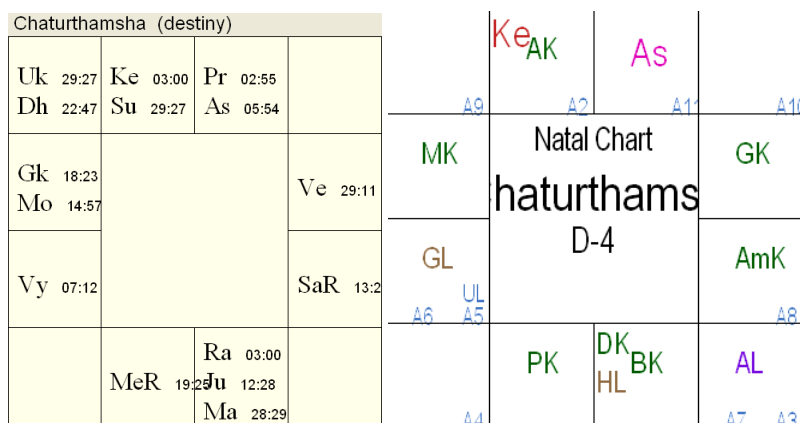 Chaturthamsha (destiny)
Uk 29:27
Dh 22:47
Ke 03:00
Su 29:27
Pr 02:55
As 05:54
Gk 18:23
Mo 14:57
Ve 29:11
Vy 07:12
SaR 13:2
MeR 19:25
Ra 03:00
Ju 12:28
Ma 28:29
Ke AK
As
A9
A2
A11
A10
MK
Natal Chart
haturthams
D-4
GK
GL
UL
A6 A5
AmK
A8
PK
DK
BK
HL
AL
A4
A7 A3